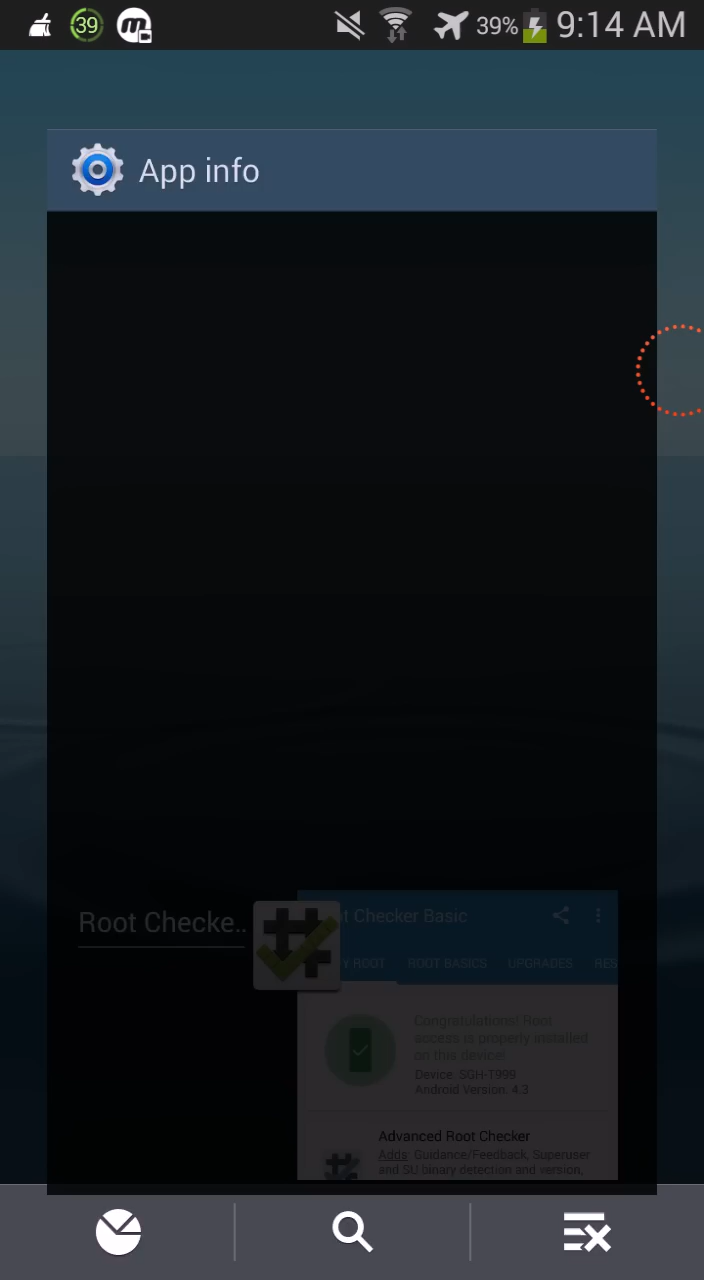 39
m
39%
9:14 AM
App info
Root Checke..
t Checker Basic
Y ROOT
ROOT BASICS
UPGRADES
RES
Congratulations! Root
access is properly installed
on this device!
Device: SGH-T999
Android Version: 4.3
Advanced Root Checker
Adds: Guidance/Feedback, Superuser
and SU binary detection and version,